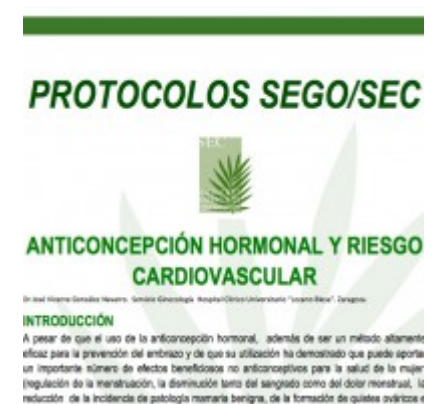 PROTOCOLOS SEGO/SEC
SEC
ANTICONCEPCIÓN HORMONAL Y RIESGO
CARDIOVASCULAR
Dr José Vicente González Navarro. Servicio Ginecología Hospital Clínico Universitario "Lozano Blesa". Zaragoza.
INTRODUCCIÓN
A pesar de que el uso de la anticoncepción hormonal, además de ser un método altamente
eficaz para la prevención del embarazo y de que su utilización ha demostrado que puede aporta
un importante número de efectos beneficiosos no anticonceptivos para la salud de la mujer
(regulación de la menstruación, la disminución tanto del sangrado como del dolor menstrual, la
reducción de la incidencia de patología mamaria benigna, de la formación de quistes ováricos e